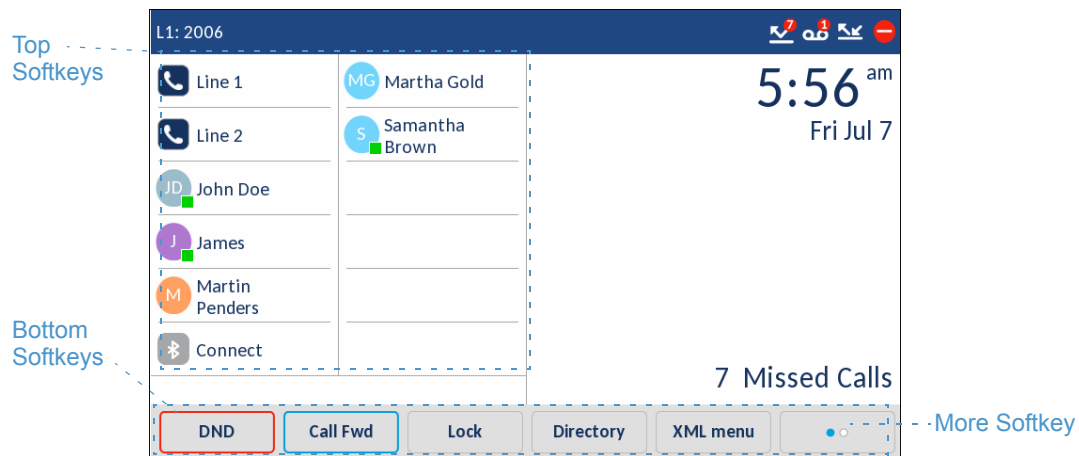 L1: 2006
7
1
Top
Softkeys
Line 1
MG Martha Gold
5:56 am
Line 2
S Samantha
Brown
Fri Jul 7
JD John Doe
J James
M Martin
Penders
Bottom
Softkeys
Connect
7 Missed Calls
DND
Call Fwd
Lock
Directory
XML menu
More Softkey